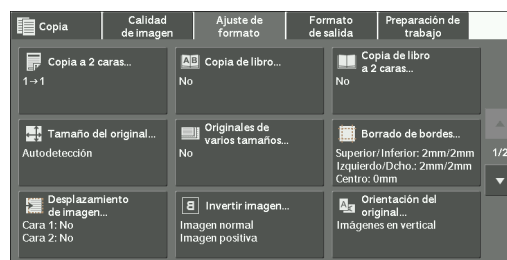 Copia
Calidad
de imagen
Ajuste de
formato
Formato
de salida
Preparación de
trabajo
Copia a 2 caras...
1→1
AB Copia de libro...
No
Copia de libro
a 2 caras...
No
Tamaño del original...
Autodetección
Originales de
varios tamaños...
No
Borrado de bordes...
Superior/Inferior: 2mm/2mm
Izquierdo/Dcho.: 2mm/2mm
Centro: 0mm
1/2
Desplazamiento
de imagen...
Cara 1: No
Cara 2: No
Invertir imagen...
Imagen normal
Imagen positiva
Orientación del
original...
Imágenes en vertical